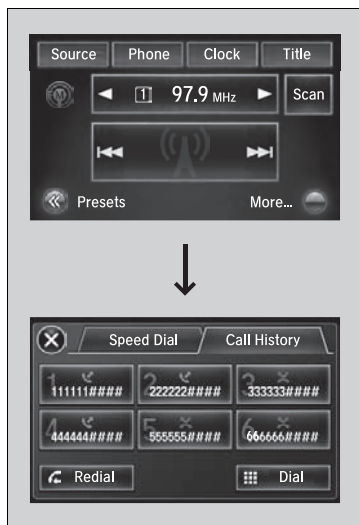 Source Phone Clock Title
1 97.9 MHz Scan
Presets More...
Speed Dial Call History
1 2 3
111111#### 222222#### 333333####
4 5 6
444444#### 555555#### 666666####
Redial Dial